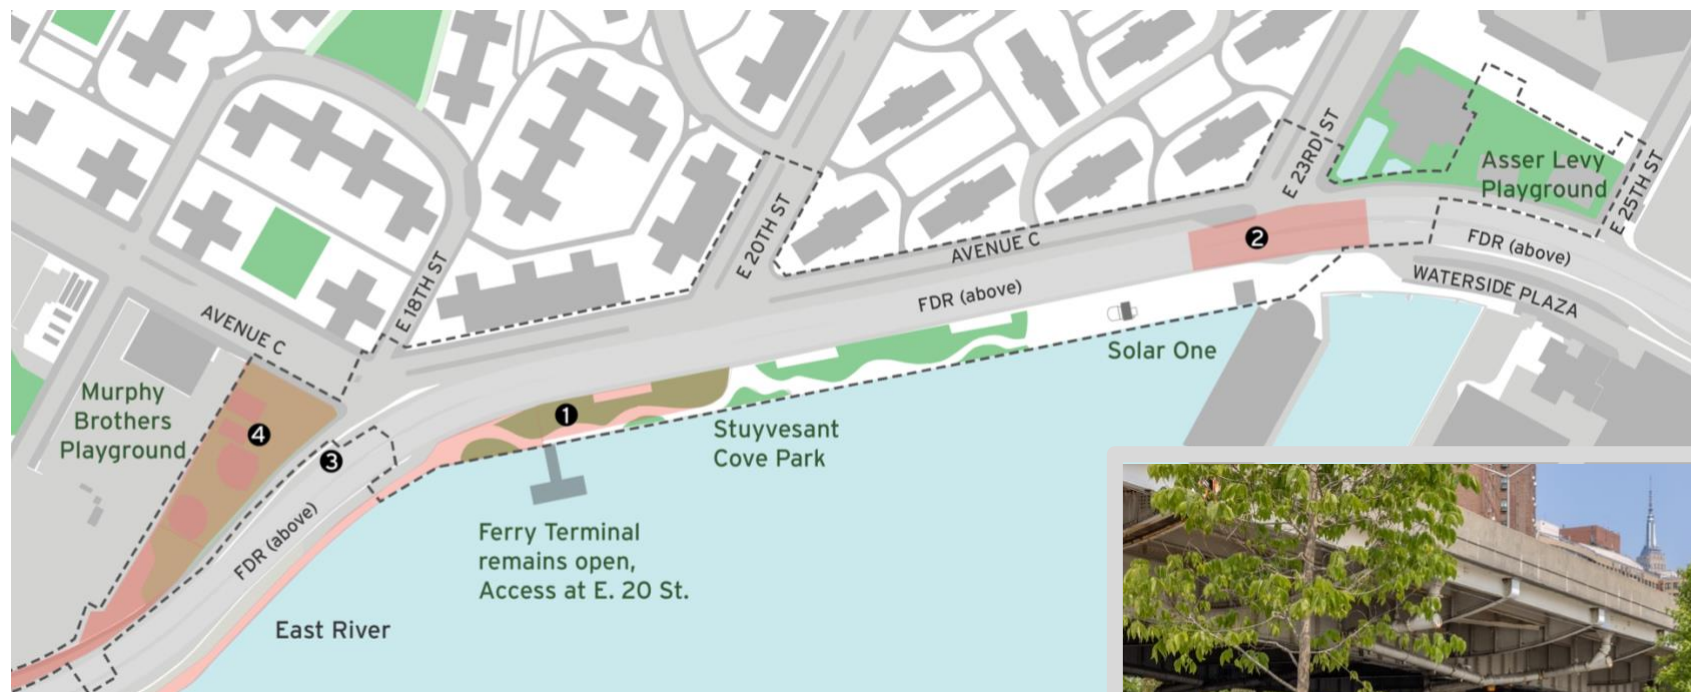 E 23RD ST
Asser Levy
Playground
E 25TH ST
E 20TH ST
AVENUE C
FDR (above)
2
FDR (above)
WATERSIDE PLAZA
E 18TH ST
AVENUE C
Solar One
Murphy
Brothers
Playground
4
3
1
Stuyvesant
Cove Park
FDR (above)
Ferry Terminal
remains open,
Access at E. 20 St.
East River